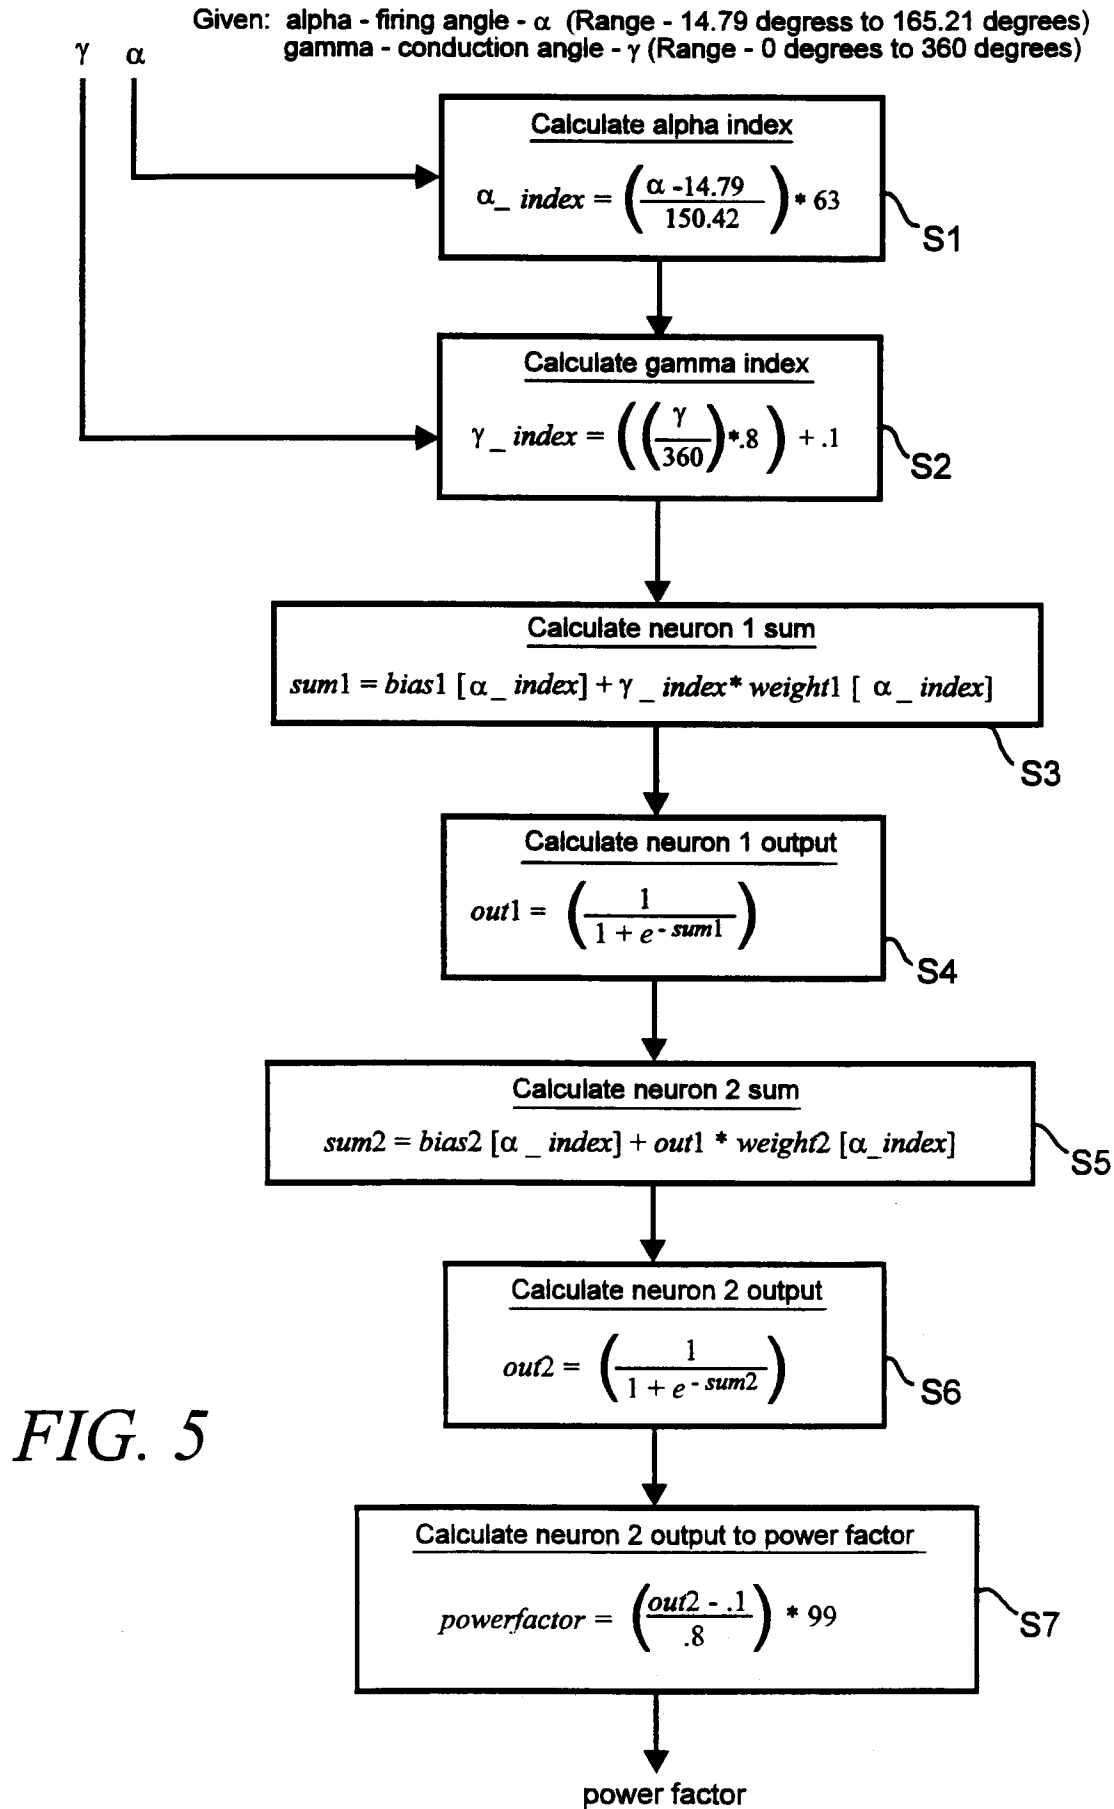 Given: alpha - firing angle - α (Range - 14.79 degress to 165.21 degrees)
gamma - conduction angle - γ (Range - 0 degrees to 360 degrees)
γ α
Calculate alpha index
α_ index = ( α -14.79 / 150.42 ) * 63
S1
Calculate gamma index
γ_ index = ( ( γ / 360 ) *.8 ) + .1
S2
Calculate neuron 1 sum
sum1 = bias1 [α_ index] + γ_ index* weight1 [ α_ index]
S3
Calculate neuron 1 output
out1 = ( 1 / 1 + e^- sum1 )
S4
Calculate neuron 2 sum
sum2 = bias2 [α _ index] + out1 * weight2 [α_index]
S5
Calculate neuron 2 output
out2 = ( 1 / 1 + e^- sum2 )
S6
FIG. 5
Calculate neuron 2 output to power factor
powerfactor = ( out2 - .1 / .8 ) * 99
S7
power factor